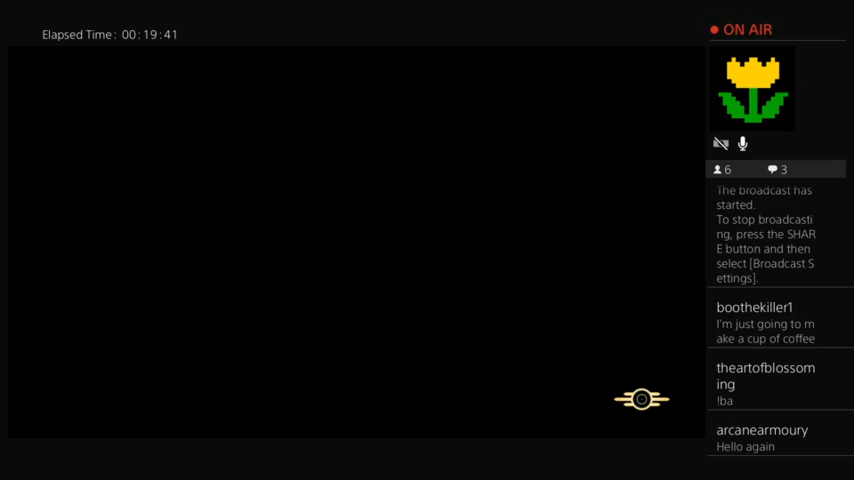 Elapsed Time: 00:19:41
ON AIR
6 3
The broadcast has
started.
To stop broadcasti
ng, press the SHAR
E button and then
select [Broadcast S
ettings].
boothekiller1
I'm just going to m
ake a cup of coffee
theartofblossom
ing
!ba
arcanearmoury
Hello again